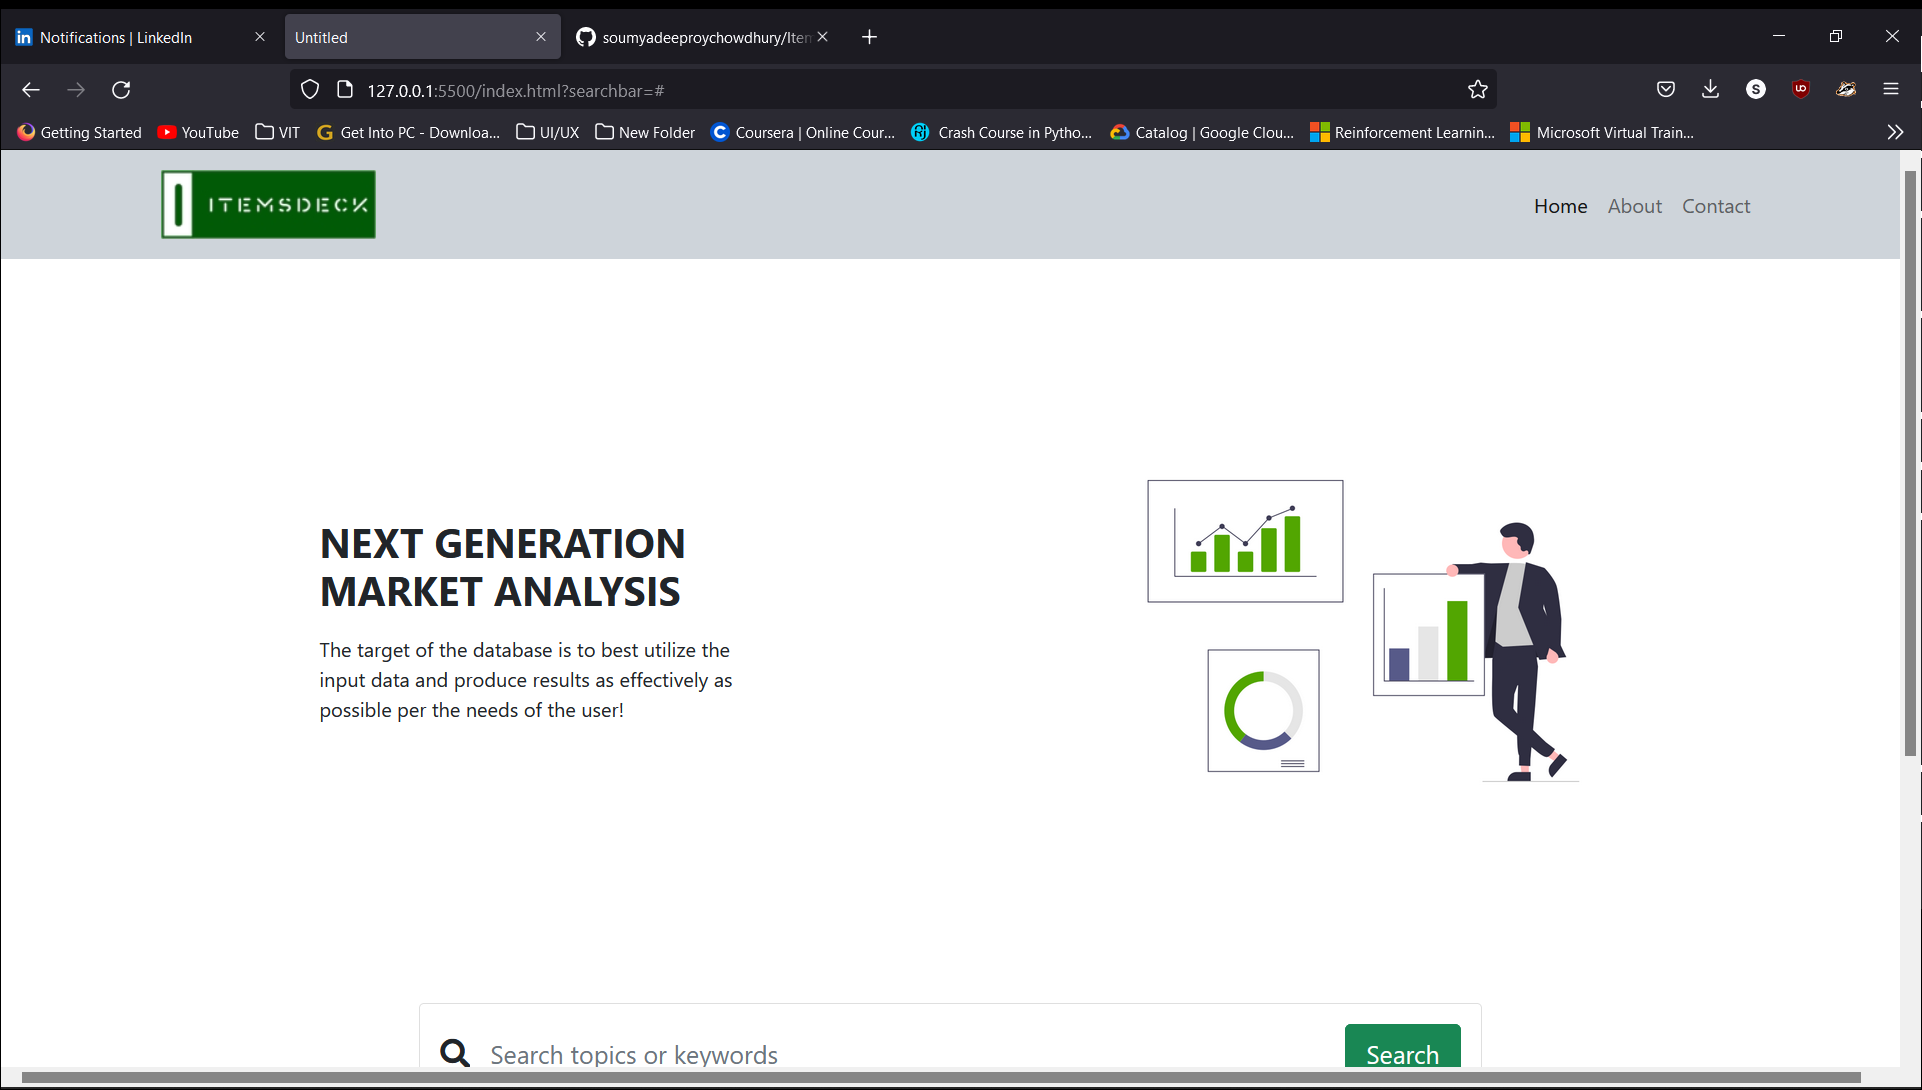 Notifications | LinkedIn
Untitled
soumyadeeproychowdhury/Item
127.0.0.1:5500/index.html?searchbar=#
S
Getting Started
YouTube
VIT
Get Into PC - Downloa...
UI/UX
New Folder
Coursera | Online Cour...
Crash Course in Pytho...
Catalog | Google Clou...
Reinforcement Learnin...
Microsoft Virtual Train...
ITEMSDECK
Home
About
Contact
NEXT GENERATION
MARKET ANALYSIS
The target of the database is to best utilize the
input data and produce results as effectively as
possible per the needs of the user!
Search topics or keywords
Search